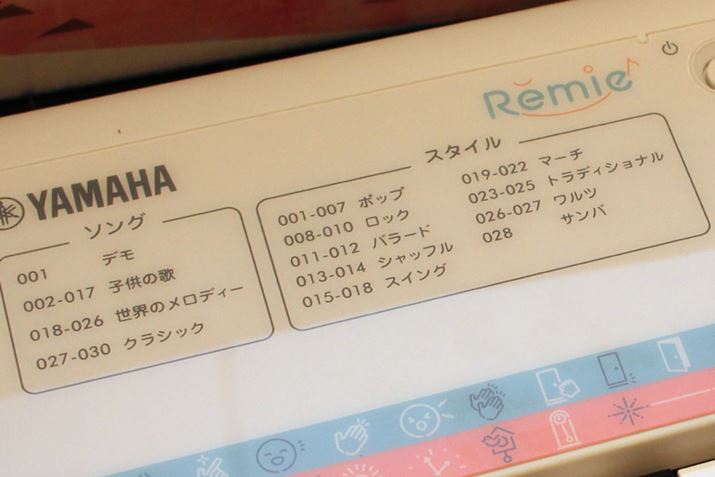 Remie
YAMAHA
ソング
001 デモ
002-017 子供の歌
018-026 世界のメロディー
027-030 クラシック
スタイル
001-007 ポップ
008-010 ロック
011-012 バラード
013-014 シャッフル
015-018 スイング
019-022 マーチ
023-025 トラディショナル
026-027 ワルツ
028 サンバ